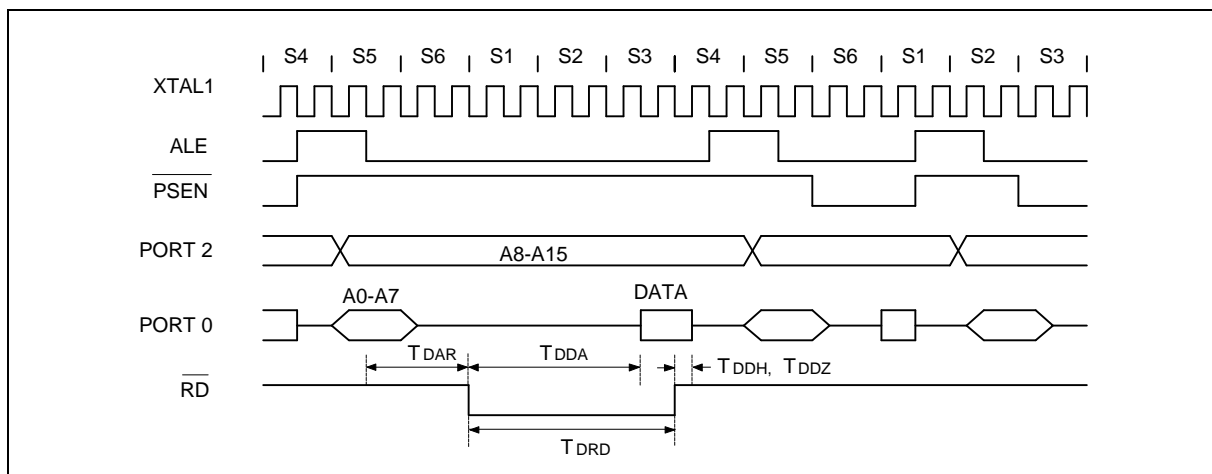 S4 S5 S6 S1 S2 S3 S4 S5 S6 S1 S2 S3
XTAL1
ALE
PSEN
PORT 2
A8-A15
A0-A7
DATA
PORT 0
TDAR
TDDA
TDDH, TDDZ
RD
TDRD